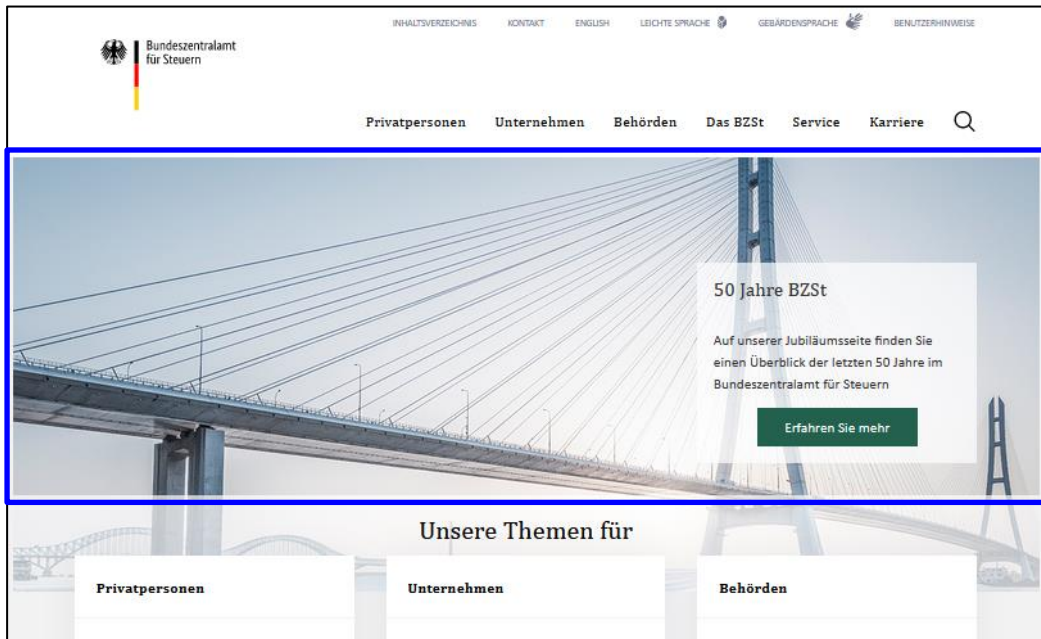 INHALTSVERZEICHNIS KONTAKT ENGLISH LEICHTE SPRACHE GEBÄRDENSPRACHE BENUTZERHINWEISE
Bundeszentralamt
für Steuern
Privatpersonen Unternehmen Behörden Das BZSt Service Karriere
50 Jahre BZSt
Auf unserer Jubiläumsseite finden Sie
einen Überblick der letzten 50 Jahre im
Bundeszentralamt für Steuern
Erfahren Sie mehr
Unsere Themen für
Privatpersonen Unternehmen Behörden